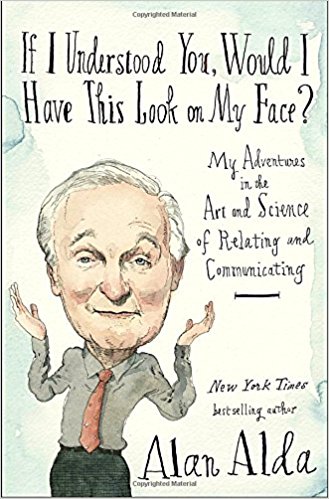 If I Understood You, Would I
Have This Look on My Face?
My Adventures
in the
Art and Science
of Relating and
Communicating
New York Times
bestselling author
Alan Alda